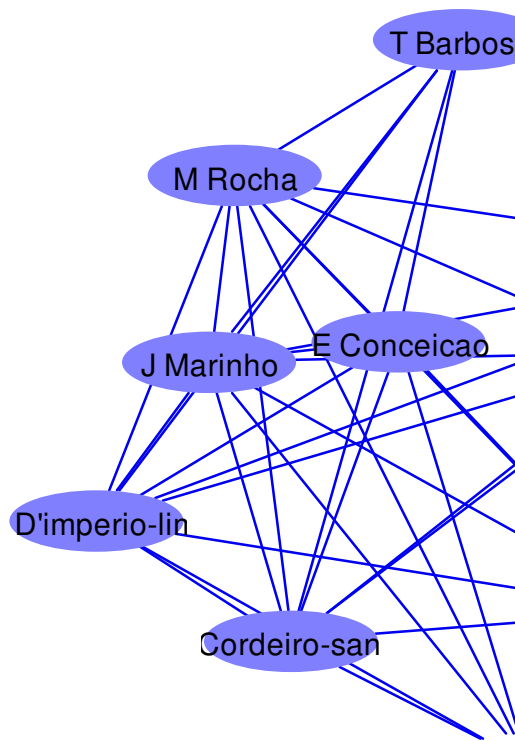 T Barbos
M Rocha
E Conceicao
J Marinho
D'imperio-lin
Cordeiro-san